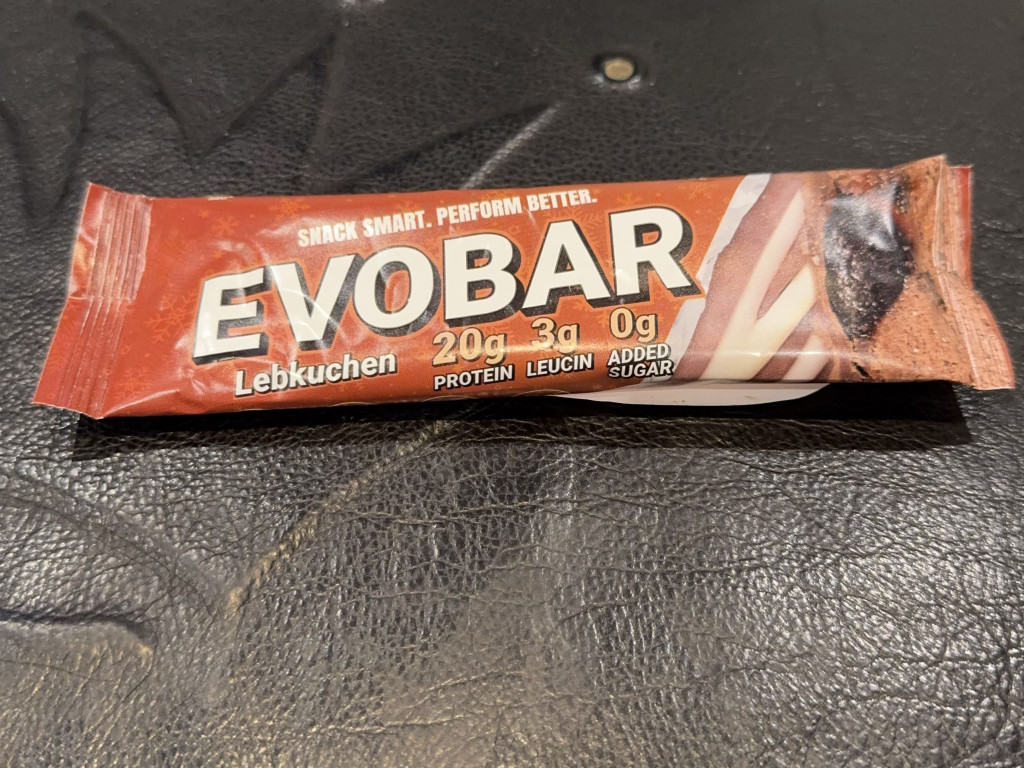 SNACK SMART. PERFORM BETTER.
EVOBAR
Lebkuchen
20g PROTEIN
3g LEUCIN
0g ADDED SUGAR